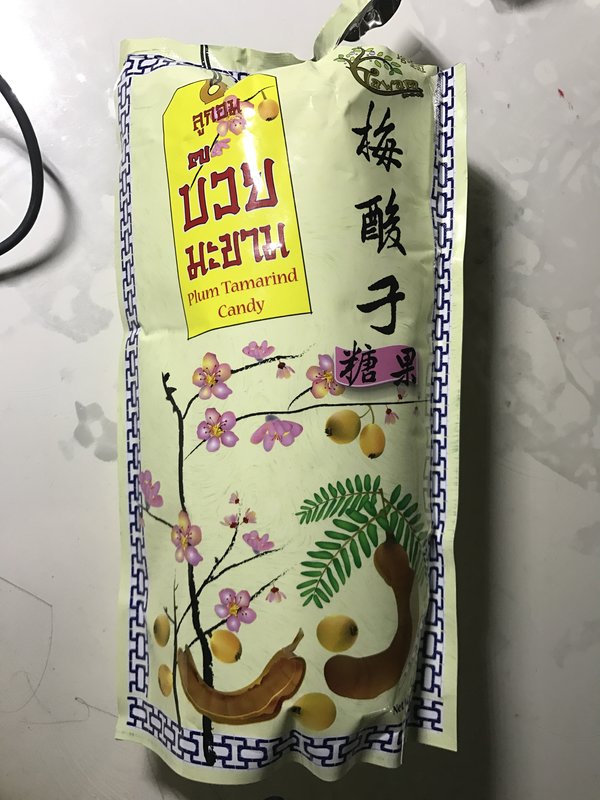 ลูกอม
บ๊วย
มะขาม
Plum Tamarind
Candy
梅酸子
糖果